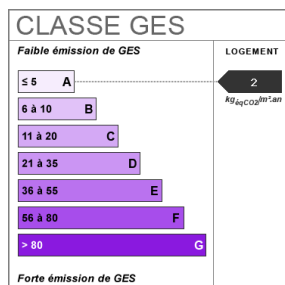 CLASSE GES
Faible émission de GES
LOGEMENT
≤ 5 A
2
kgéqCO2/m².an
6 à 10 B
11 à 20 C
21 à 35 D
36 à 55 E
56 à 80 F
> 80 G
Forte émission de GES